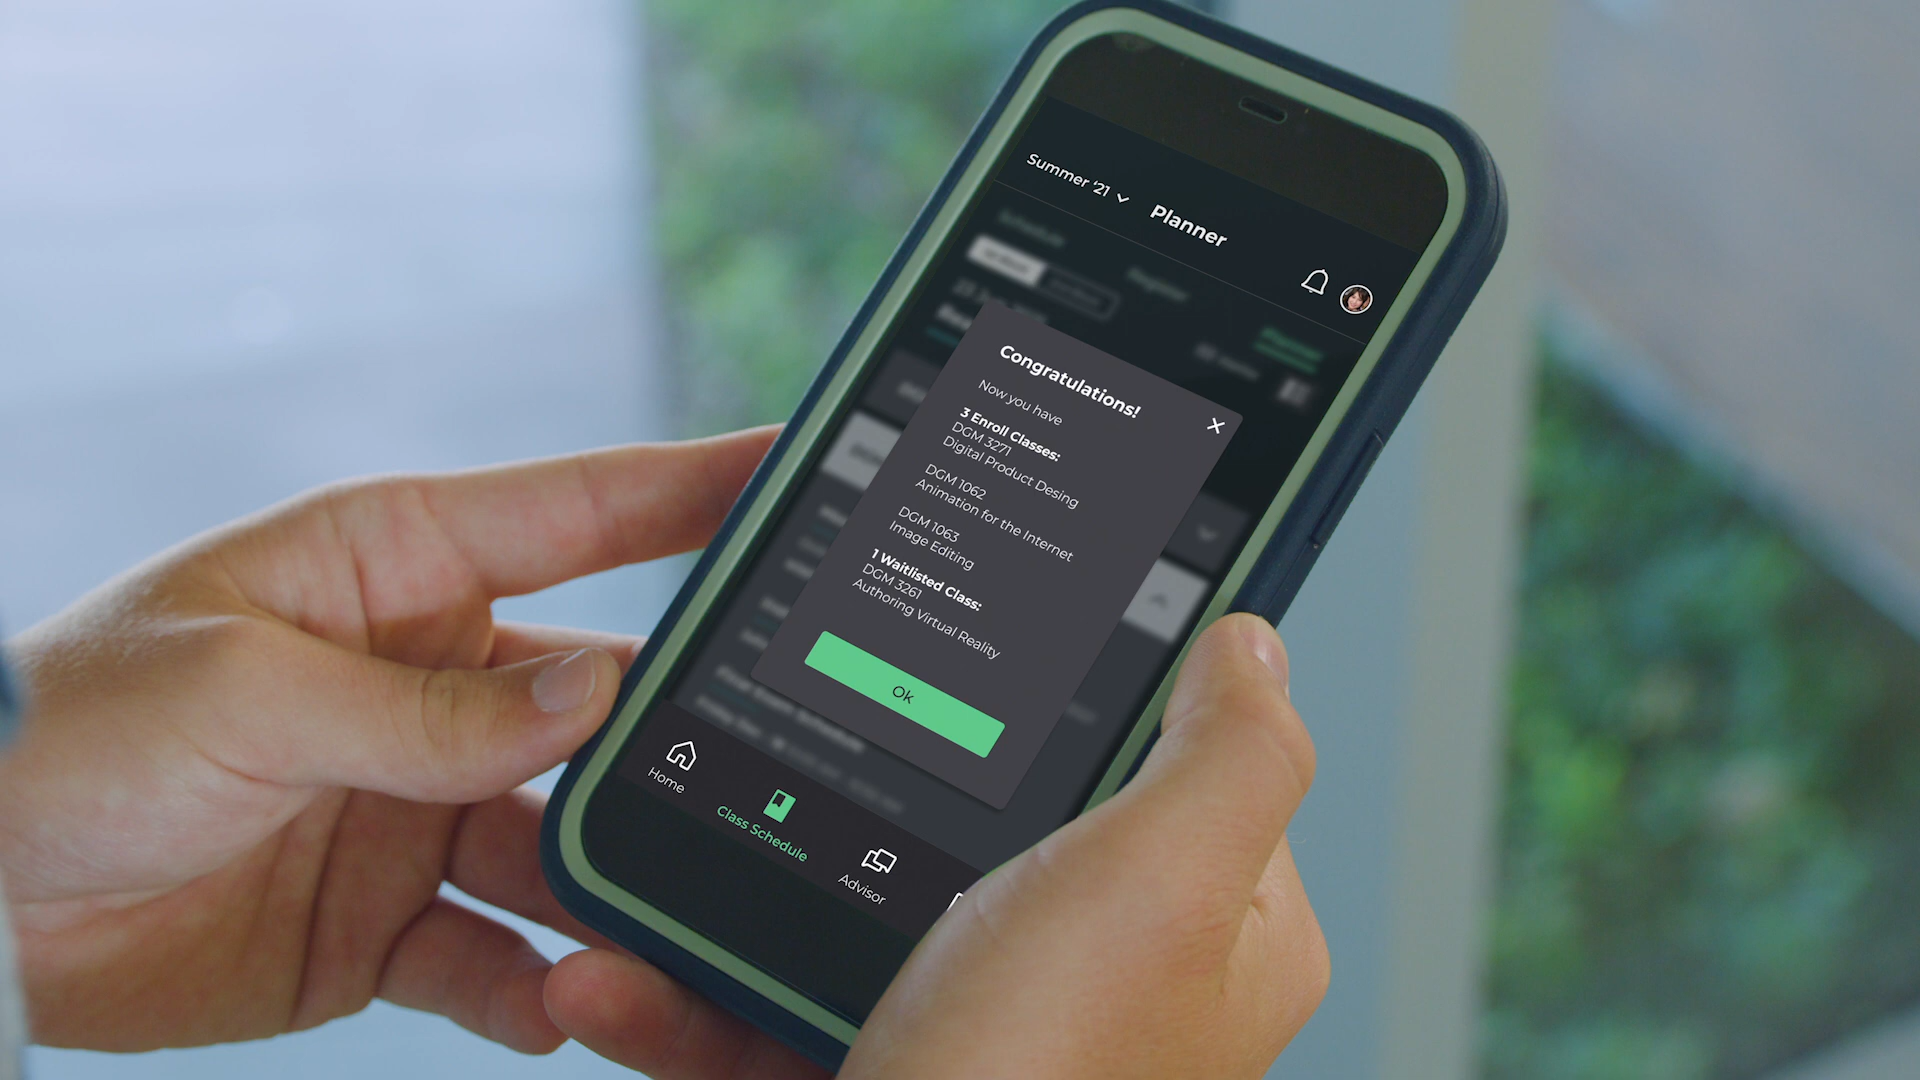 Summer ‘21
Planner
Planner
Congratulations!
Now you have
3 Enroll Classes:
DGM 3271
Digital Product Desing
DGM 1062
Animation for the Internet
DGM 1063
Image Editing
1 Waitlisted Class:
DGM 3261
Authoring Virtual Reality
Ok
Home
Class Schedule
Advisor